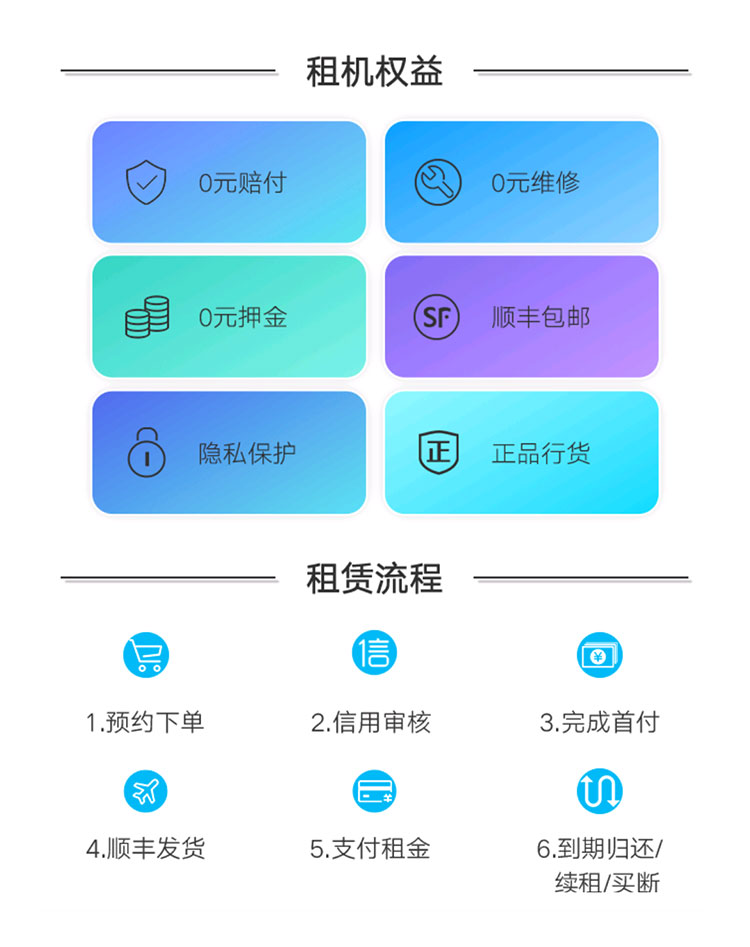 租机权益
0元赔付
0元维修
0元押金
SF
顺丰包邮
隐私保护
正
正品行货
租赁流程
信
¥
1.预约下单
2.信用审核
3.完成首付
¥
4.顺丰发货
5.支付租金
6.到期归还/
续租/买断